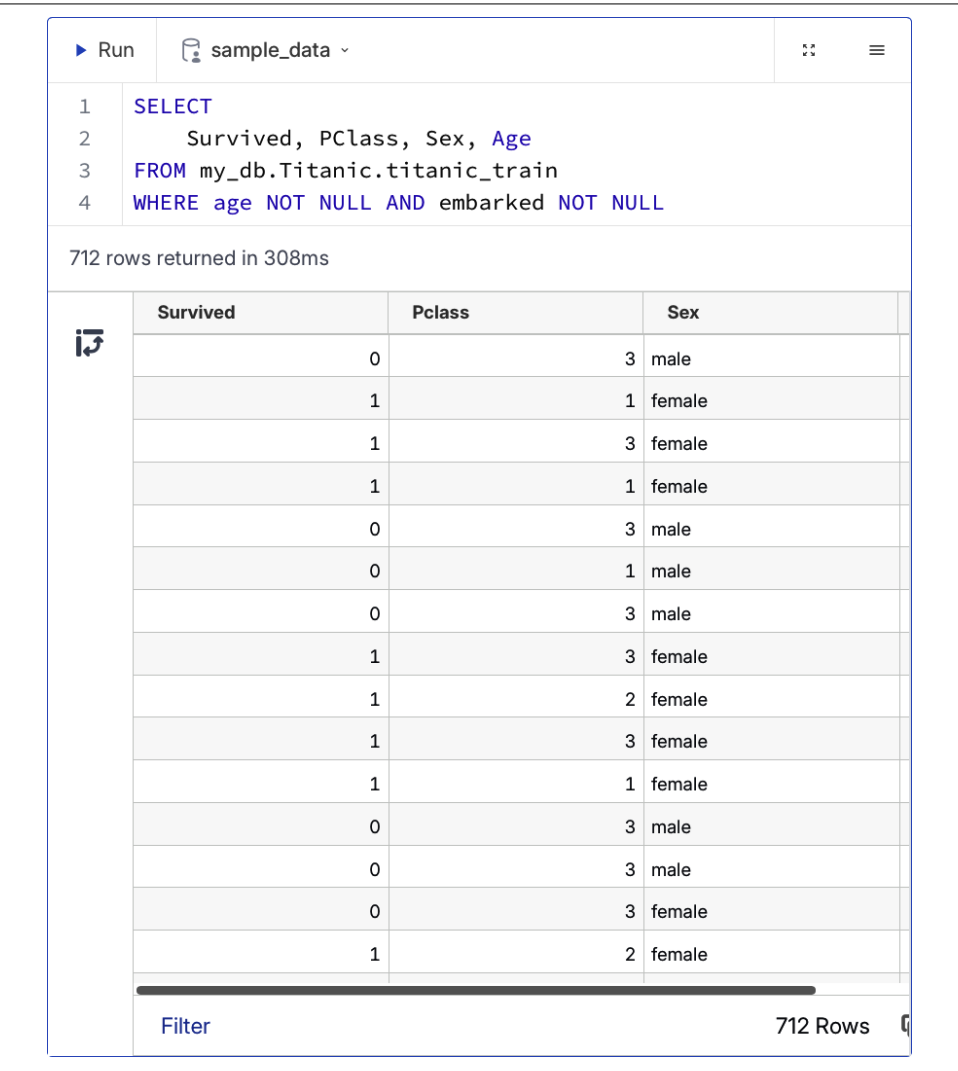 Run sample_data
1 SELECT
2 Survived, PClass, Sex, Age
3 FROM my_db.Titanic.titanic_train
4 WHERE age NOT NULL AND embarked NOT NULL
712 rows returned in 308ms
Survived Pclass Sex
0 3 male
1 1 female
1 3 female
1 1 female
0 3 male
0 1 male
0 3 male
1 3 female
1 2 female
1 3 female
1 1 female
0 3 male
0 3 male
0 3 female
1 2 female
Filter 712 Rows